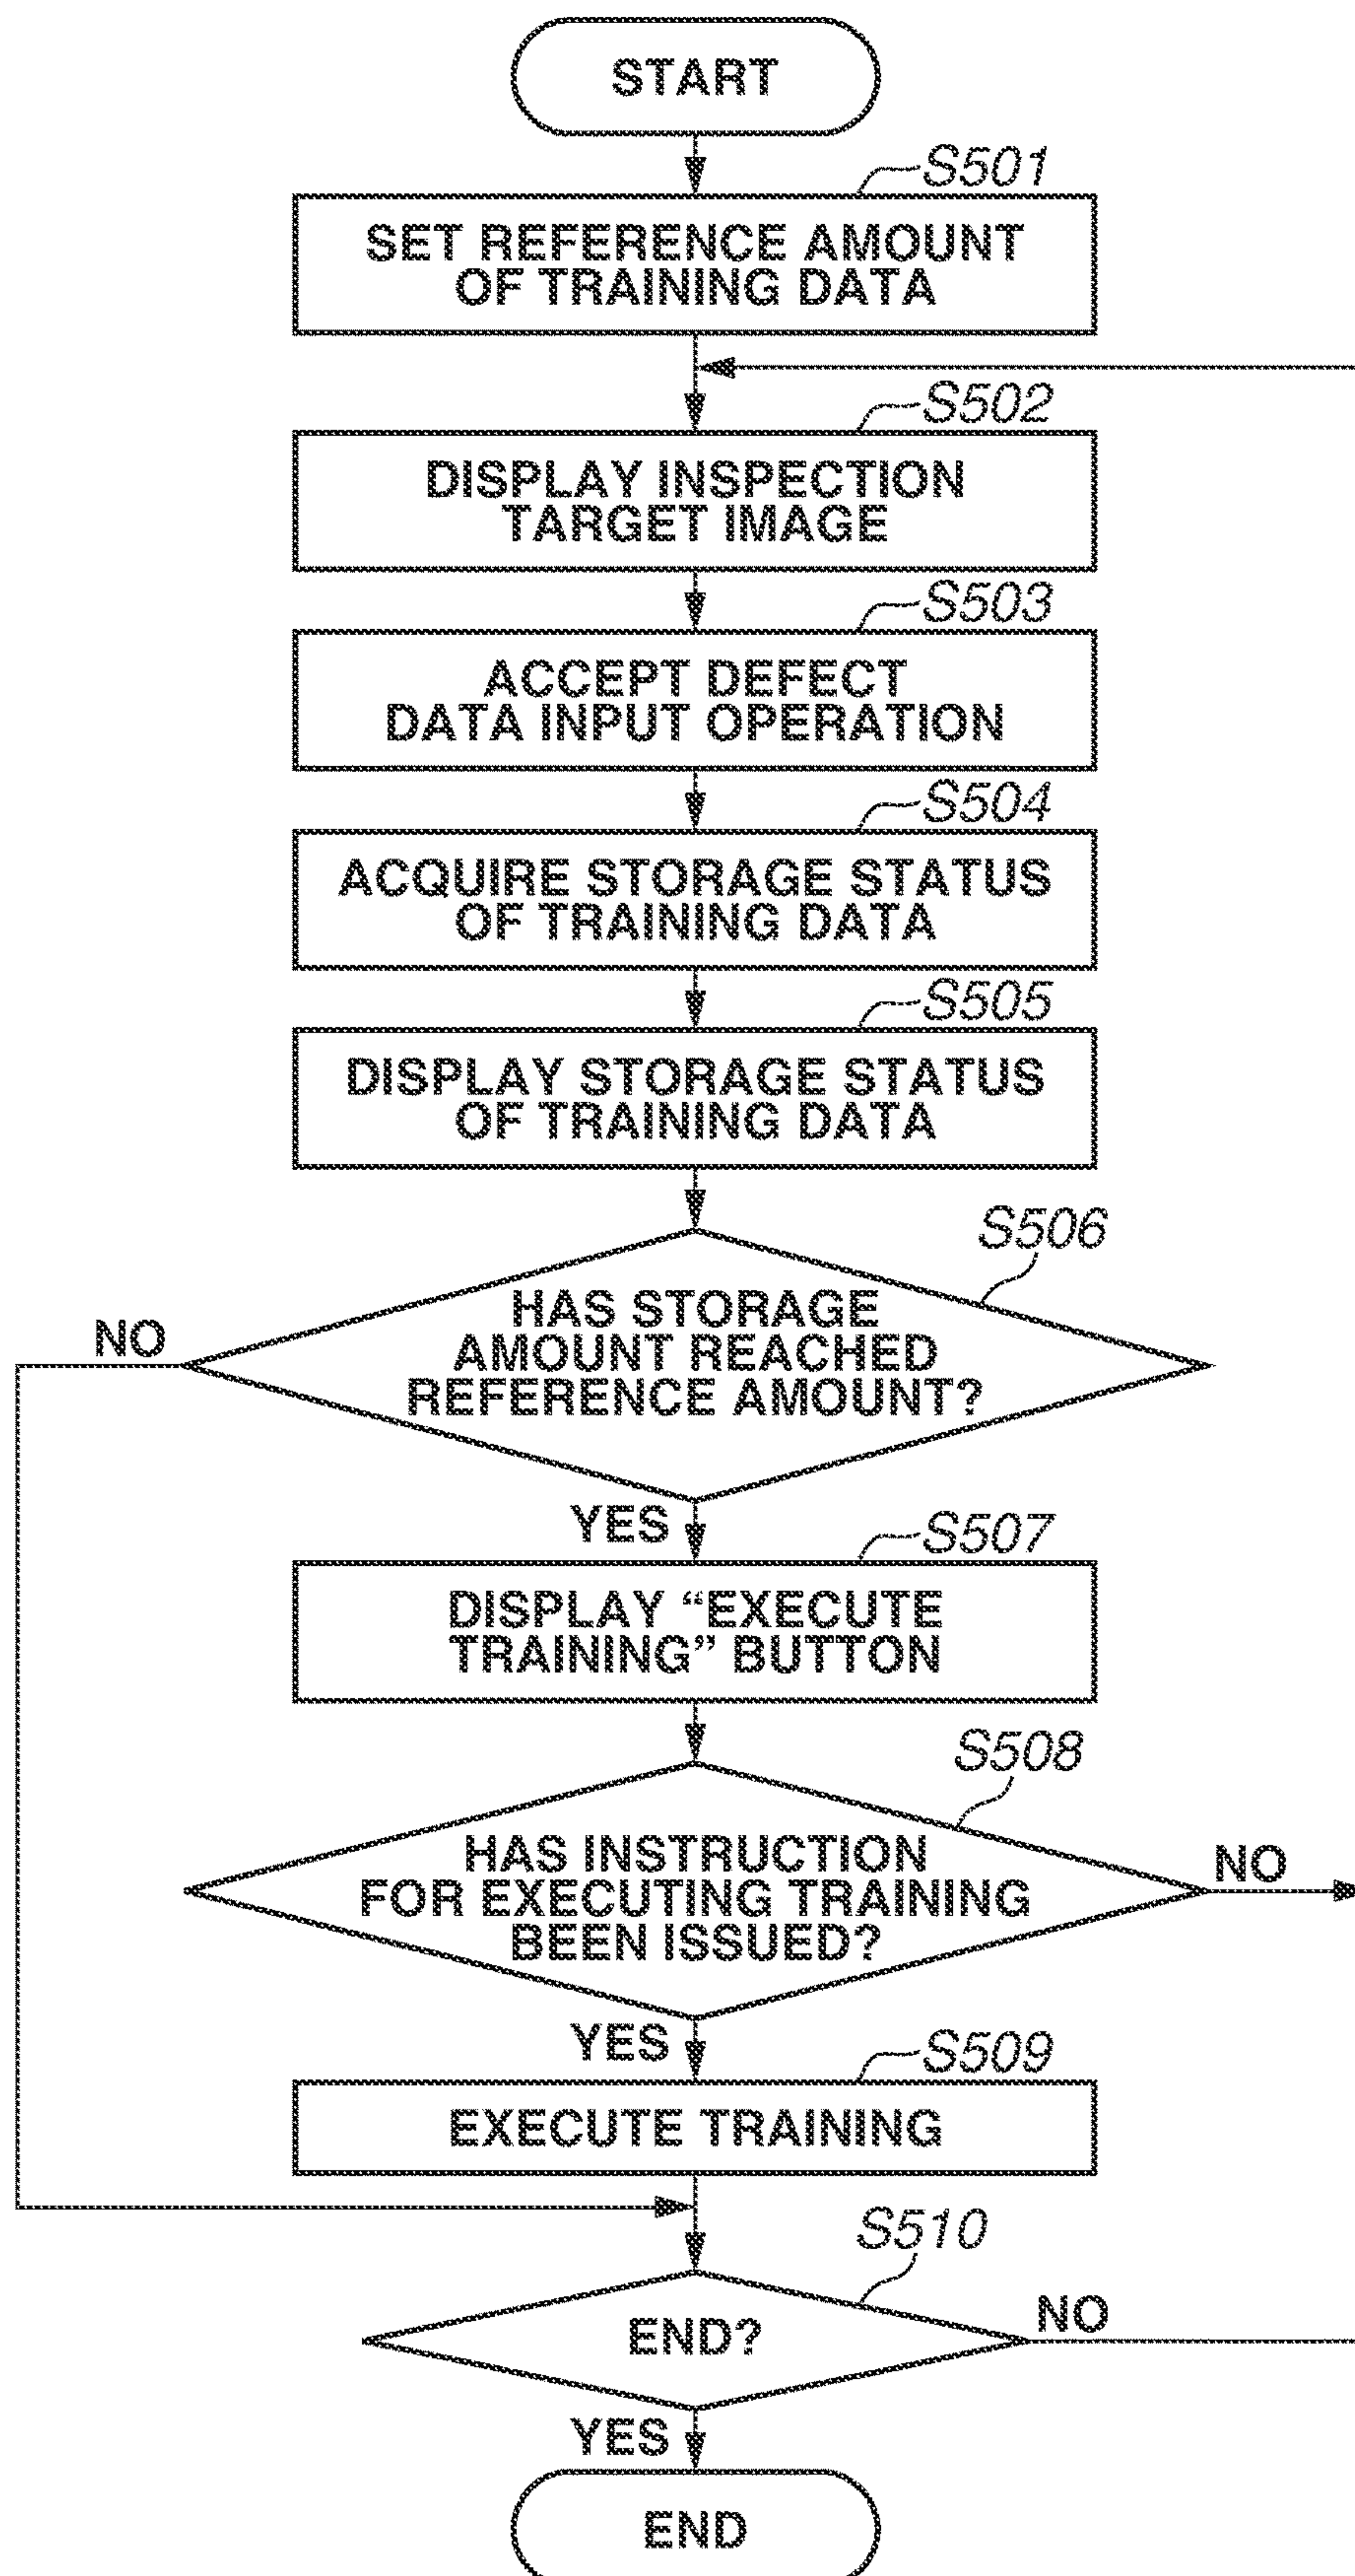 START
S501
SET REFERENCE AMOUNT
OF TRAINING DATA
S502
DISPLAY INSPECTION
TARGET IMAGE
S503
ACCEPT DEFECT
DATA INPUT OPERATION
S504
ACQUIRE STORAGE STATUS
OF TRAINING DATA
S505
DISPLAY STORAGE STATUS
OF TRAINING DATA
S506
HAS STORAGE
AMOUNT REACHED
REFERENCE AMOUNT?
NO
YES
S507
DISPLAY “EXECUTE
TRAINING” BUTTON
S508
HAS INSTRUCTION
FOR EXECUTING TRAINING
BEEN ISSUED?
NO
YES
S509
EXECUTE TRAINING
S510
END?
NO
YES
END